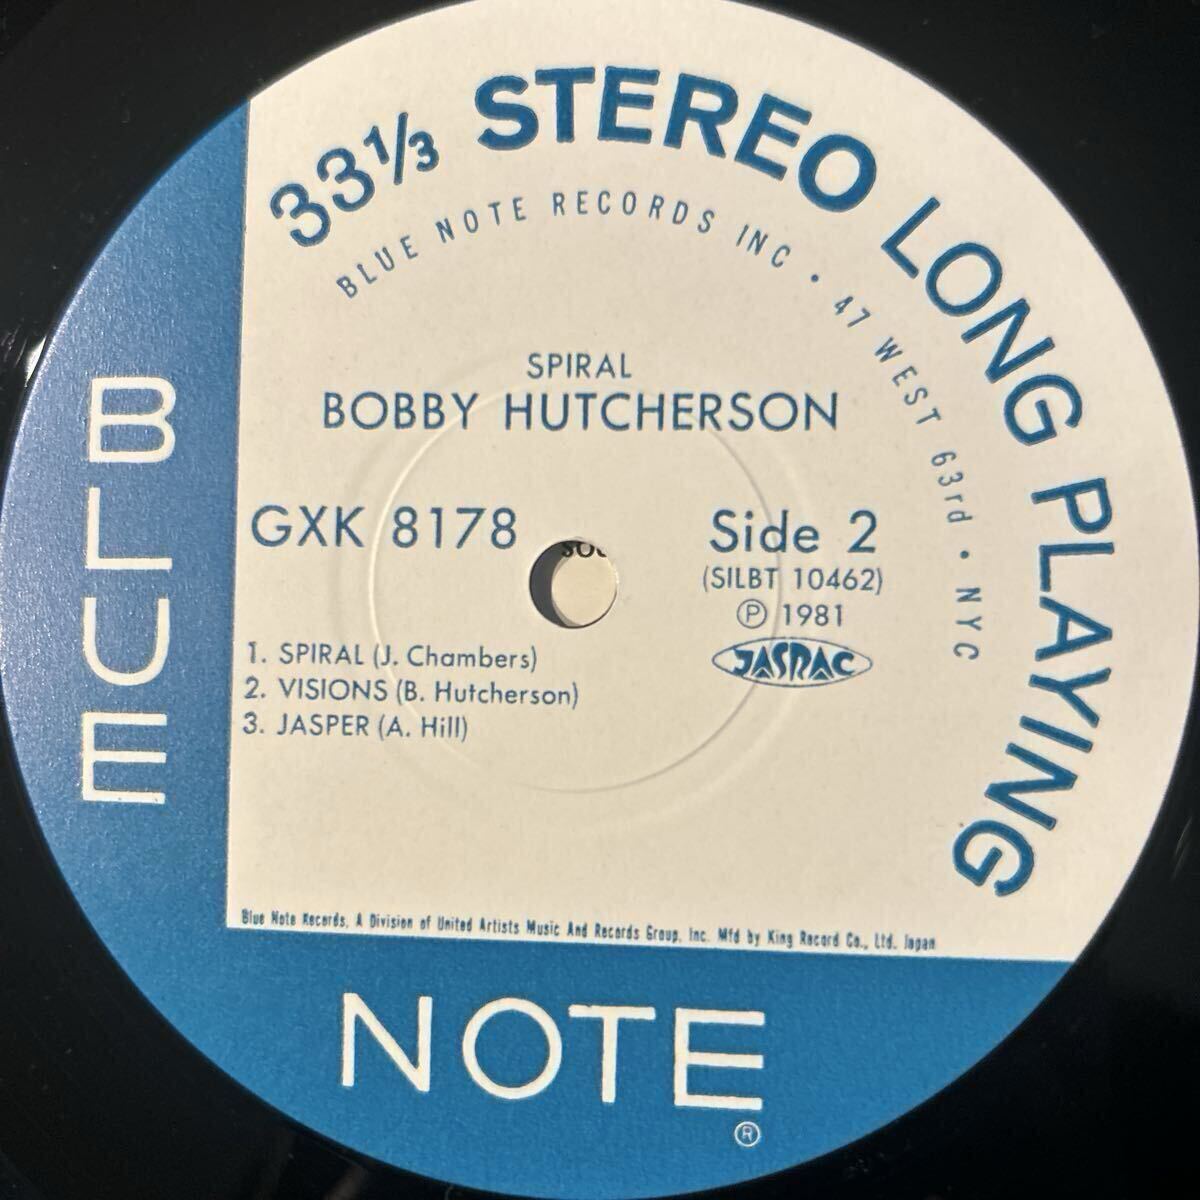 33 1/3 STEREO LONG PLAYING
BLUE NOTE RECORDS INC • 47 WEST 63rd • NYC
SPIRAL
BOBBY HUTCHERSON
GXK 8178
Side 2
(SILBT 10462)
℗ 1981
JASRAC
1. SPIRAL (J. Chambers)
2. VISIONS (B. Hutcherson)
3. JASPER (A. Hill)
Blue Note Records, A Division of United Artists Music And Records Group, Inc. Mfd by King Record Co., Ltd. Japan
BLUE
NOTE
®